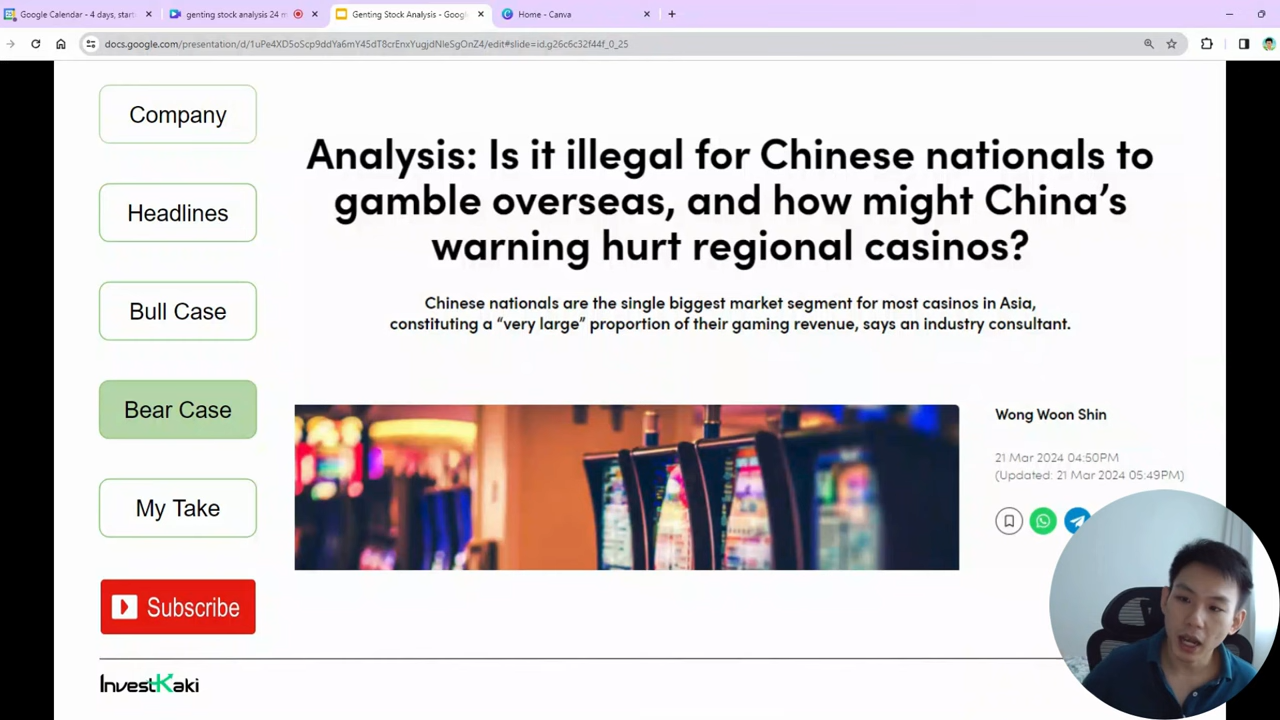 Google Calendar - 4 days, start
genting stock analysis 24 m
Genting Stock Analysis - Goog
Home - Canva
docs.google.com/presentation/d/1uPe4XD5oScp9ddYa6mY45dT8crEnxYugjdNleSgOnZ4/edit#slide=id.g26c6c32f44f_0_25
Company
Headlines
Bull Case
Bear Case
My Take
Subscribe
InvestKaki
Analysis: Is it illegal for Chinese nationals to
gamble overseas, and how might China’s
warning hurt regional casinos?
Chinese nationals are the single biggest market segment for most casinos in Asia,
constituting a “very large” proportion of their gaming revenue, says an industry consultant.
Wong Woon Shin
21 Mar 2024 04:50PM
(Updated: 21 Mar 2024 05:49PM)